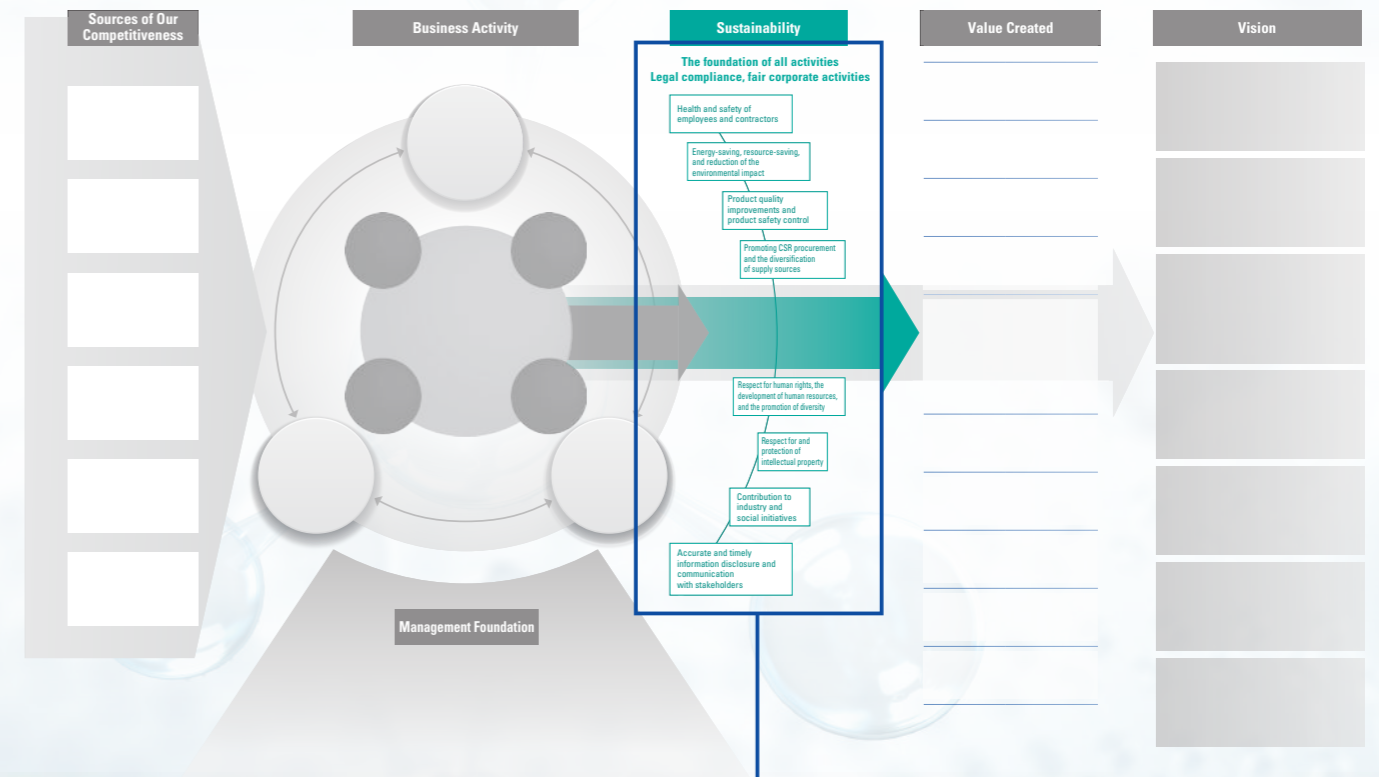 Sources of Our
Competitiveness
Business Activity
Sustainability
Value Created
Vision
The foundation of all activities
Legal compliance, fair corporate activities
Health and safety of
employees and contractors
Energy-saving, resource-saving,
and reduction of the
environmental impact
Product quality
improvements and
product safety control
Promoting CSR procurement
and the diversification
of supply sources
Respect for human rights, the
development of human resources,
and the promotion of diversity
Respect for and
protection of
intellectual property
Contribution to
industry and
social initiatives
Accurate and timely
information disclosure and
communication
with stakeholders
Management Foundation